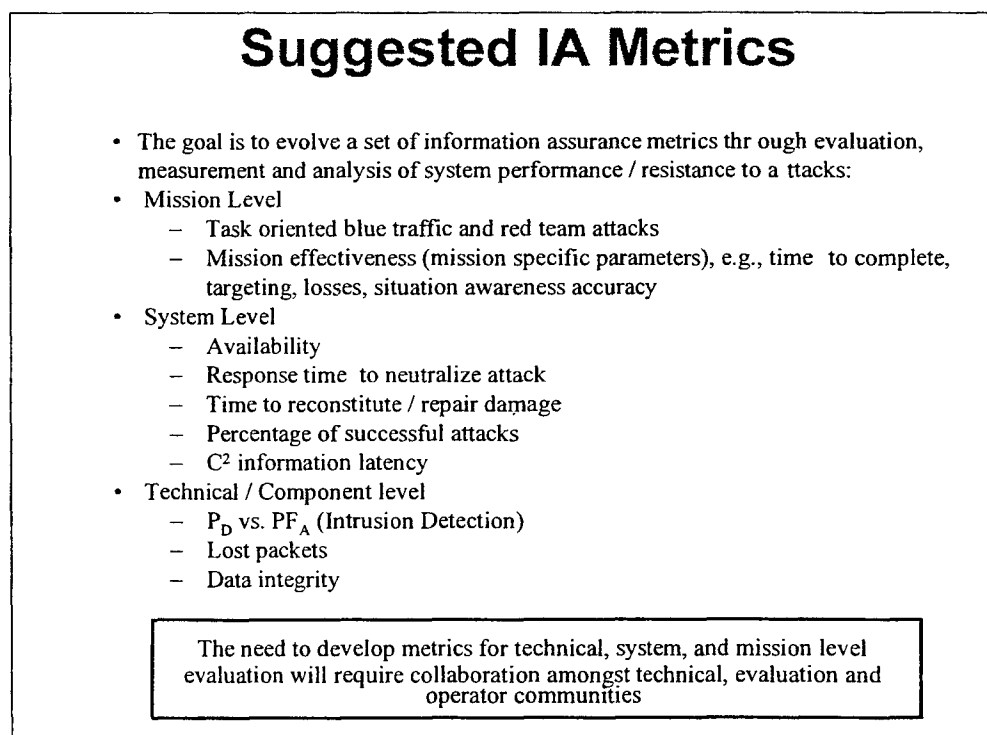 Suggested IA Metrics
• The goal is to evolve a set of information assurance metrics thr ough evaluation,
measurement and analysis of system performance / resistance to a ttacks:
• Mission Level
– Task oriented blue traffic and red team attacks
– Mission effectiveness (mission specific parameters), e.g., time to complete,
targeting, losses, situation awareness accuracy
• System Level
– Availability
– Response time to neutralize attack
– Time to reconstitute / repair damage
– Percentage of successful attacks
– C² information latency
• Technical / Component level
– P_D vs. PF_A (Intrusion Detection)
– Lost packets
– Data integrity
The need to develop metrics for technical, system, and mission level
evaluation will require collaboration amongst technical, evaluation and
operator communities